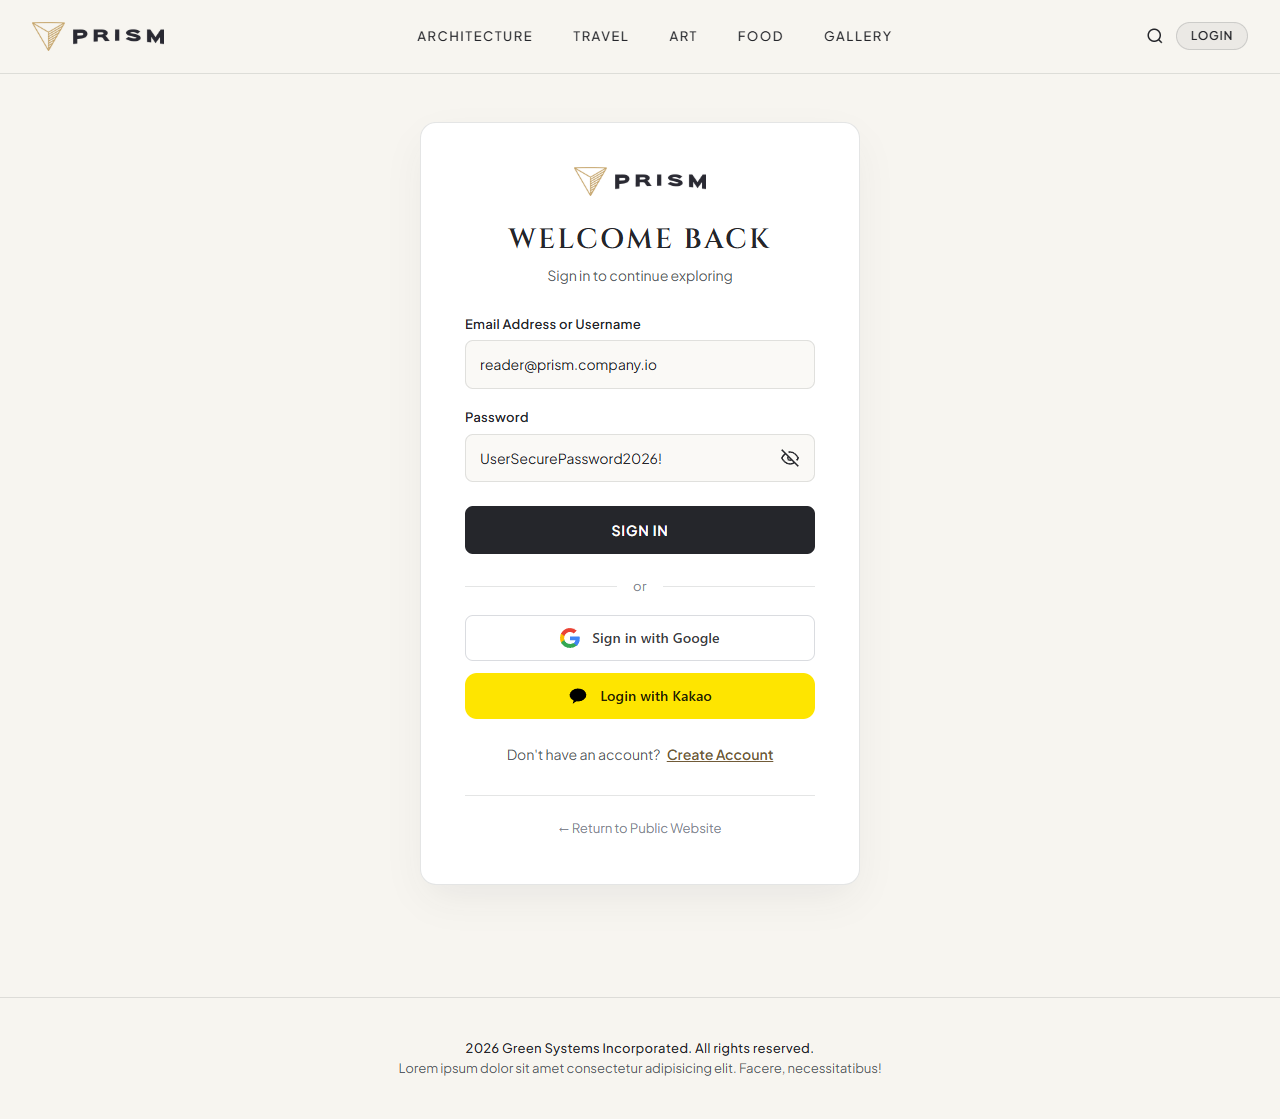 PRISM
ARCHITECTURE
TRAVEL
ART
FOOD
GALLERY
LOGIN
PRISM
WELCOME BACK
Sign in to continue exploring
Email Address or Username
reader@prism.company.io
Password
UserSecurePassword2026!
SIGN IN
or
Sign in with Google
Login with Kakao
Don't have an account? Create Account
← Return to Public Website
2026 Green Systems Incorporated. All rights reserved.
Lorem ipsum dolor sit amet consectetur adipisicing elit. Facere, necessitatibus!